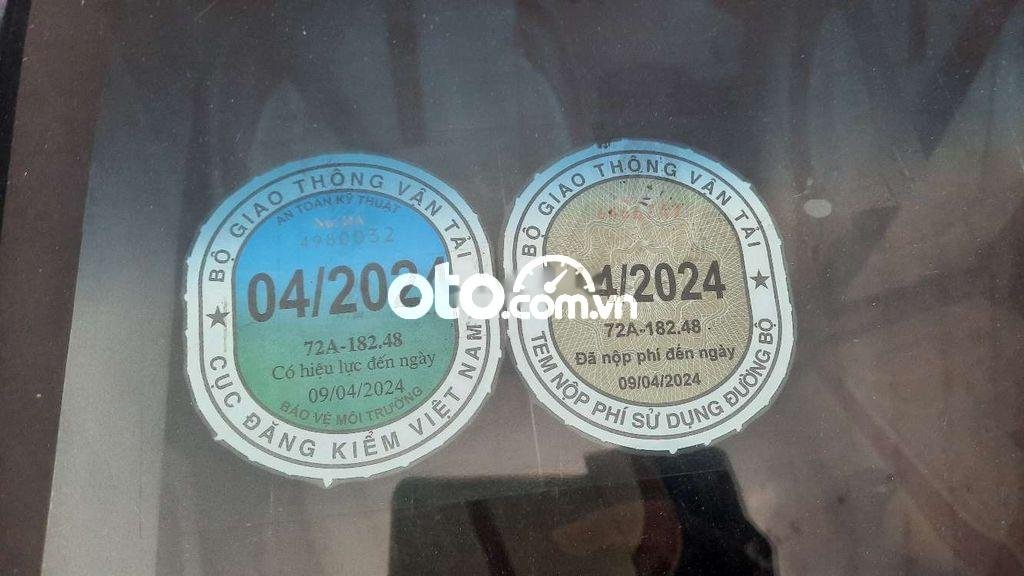 BỘ GIAO THÔNG VẬN TẢI
AN TOÀN KỸ THUẬT
4980032
04/2024
72A-182.48
Có hiệu lực đến ngày
09/04/2024
BẢO VỆ MÔI TRƯỜNG
CỤC ĐĂNG KIỂM VIỆT NAM
oto.com.vn
BỘ GIAO THÔNG VẬN TẢI
04/2024
72A-182.48
Đã nộp phí đến ngày
09/04/2024
TEM NỘP PHÍ SỬ DỤNG ĐƯỜNG BỘ